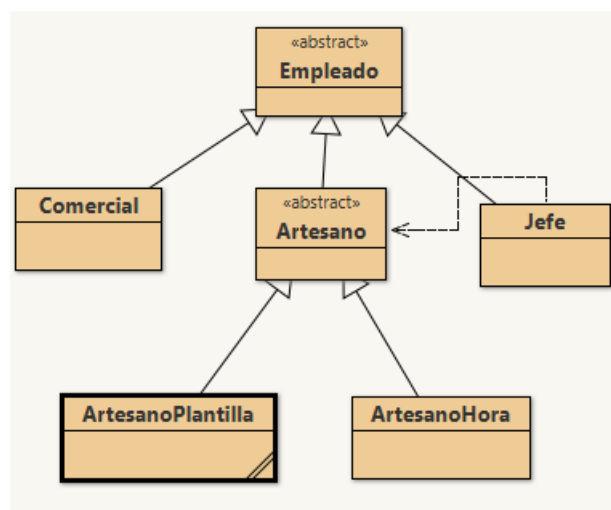 «abstract»
Empleado
Comercial
«abstract»
Artesano
Jefe
ArtesanoPlantilla
ArtesanoHora